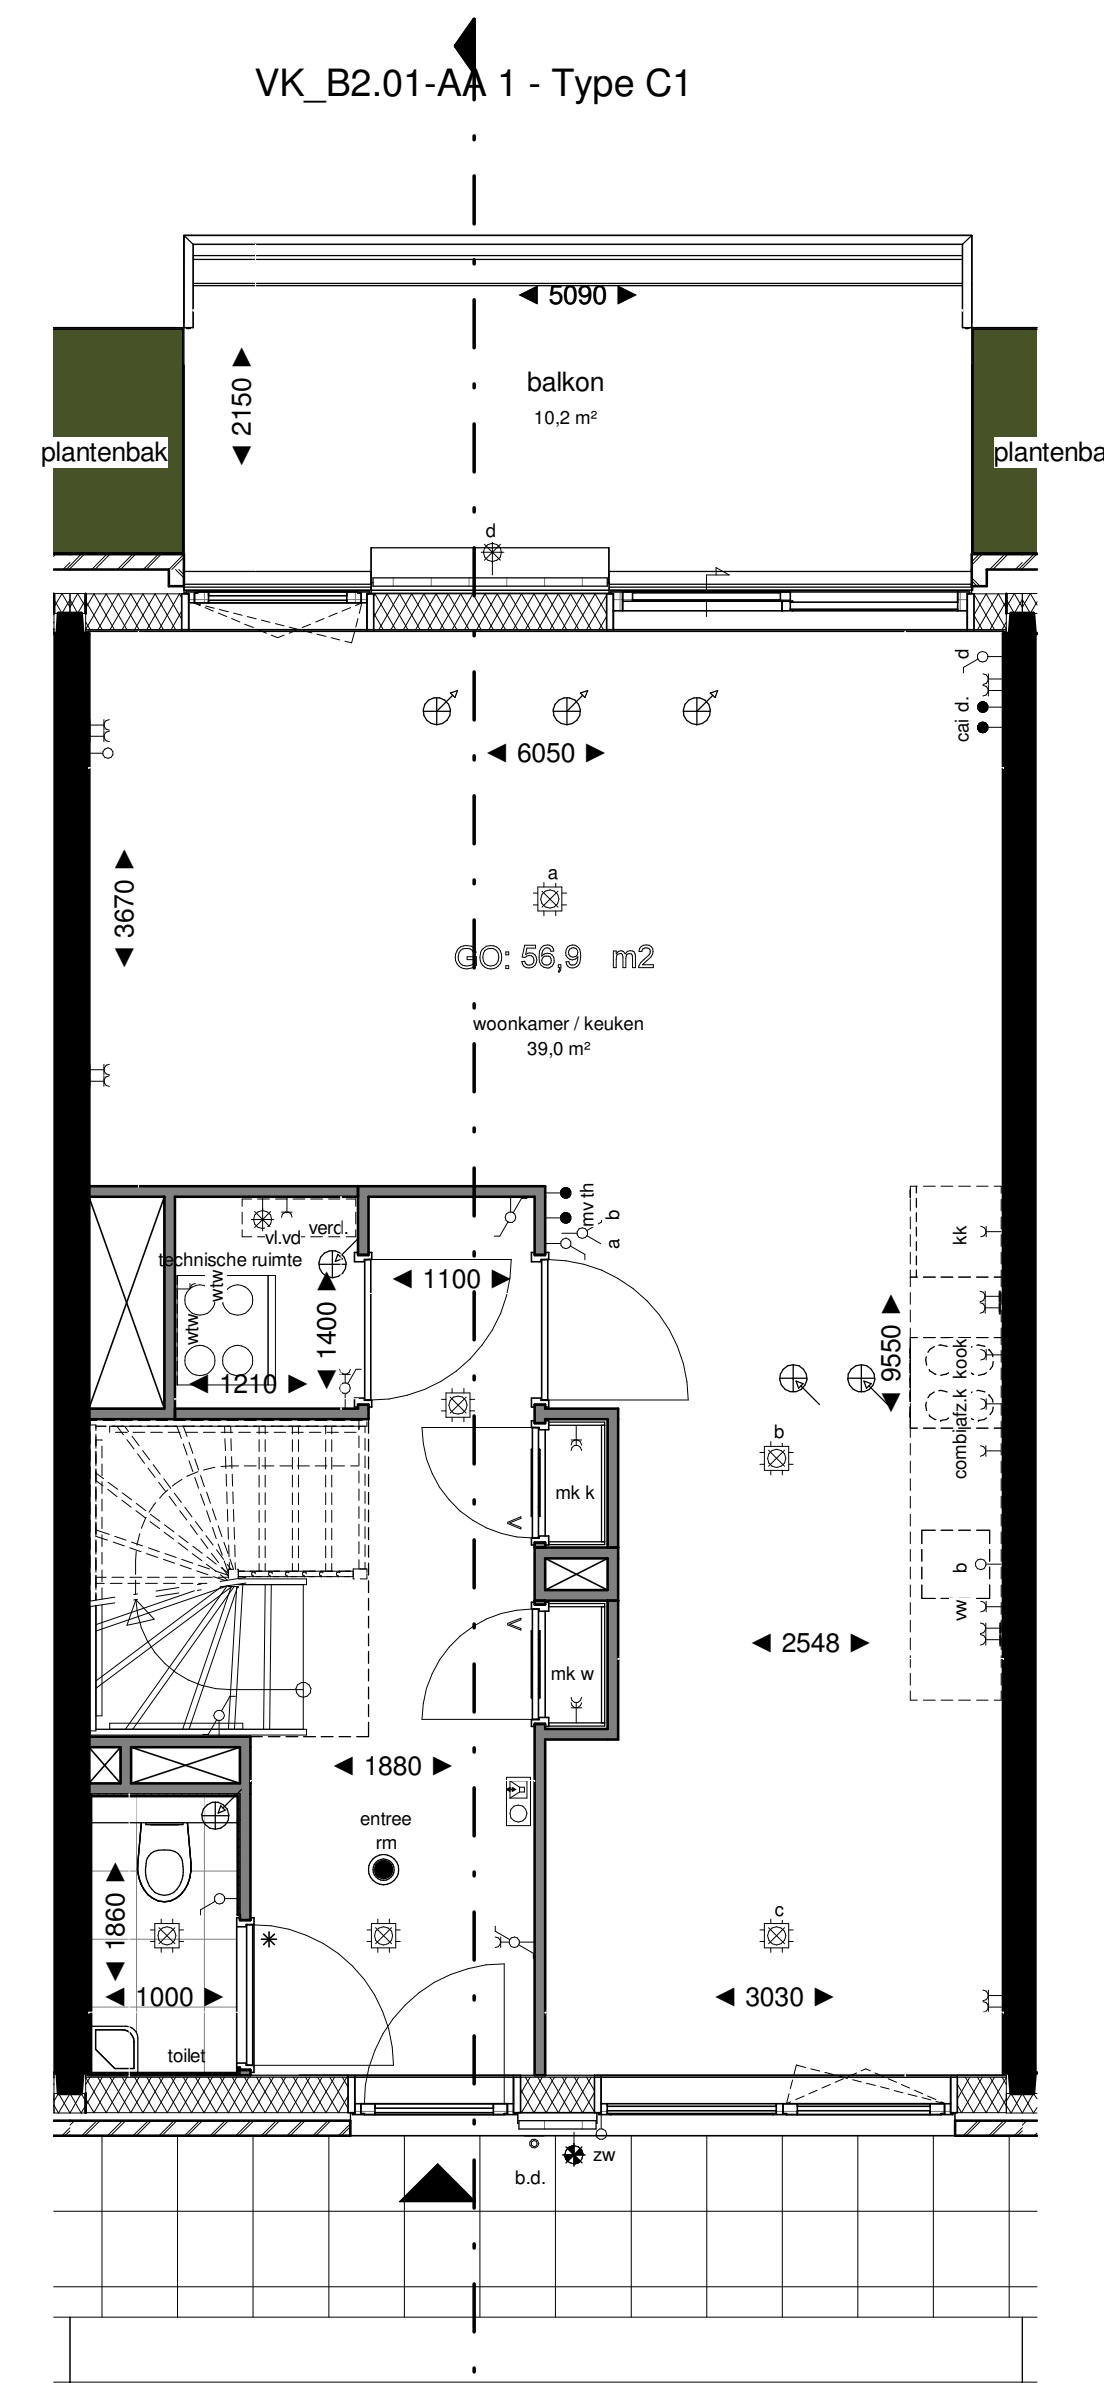 VK_B2.01-AA 1 - Type C1
5090
2150
balkon
10,2 m²
plantenbak
plantenba
d
d
cai d.
6050
3670
a
GO: 56,9 m2
woonkamer / keuken
39,0 m²
mv th
a b
vl.vd
verd.
technische ruimte
wtw
wtw
1400
1210
1100
kk
kook
9550
combiafz.k
b
mk k
b
vw
2548
mk w
1880
entree
rm
1860
1000
toilet
c
3030
zw
b.d.